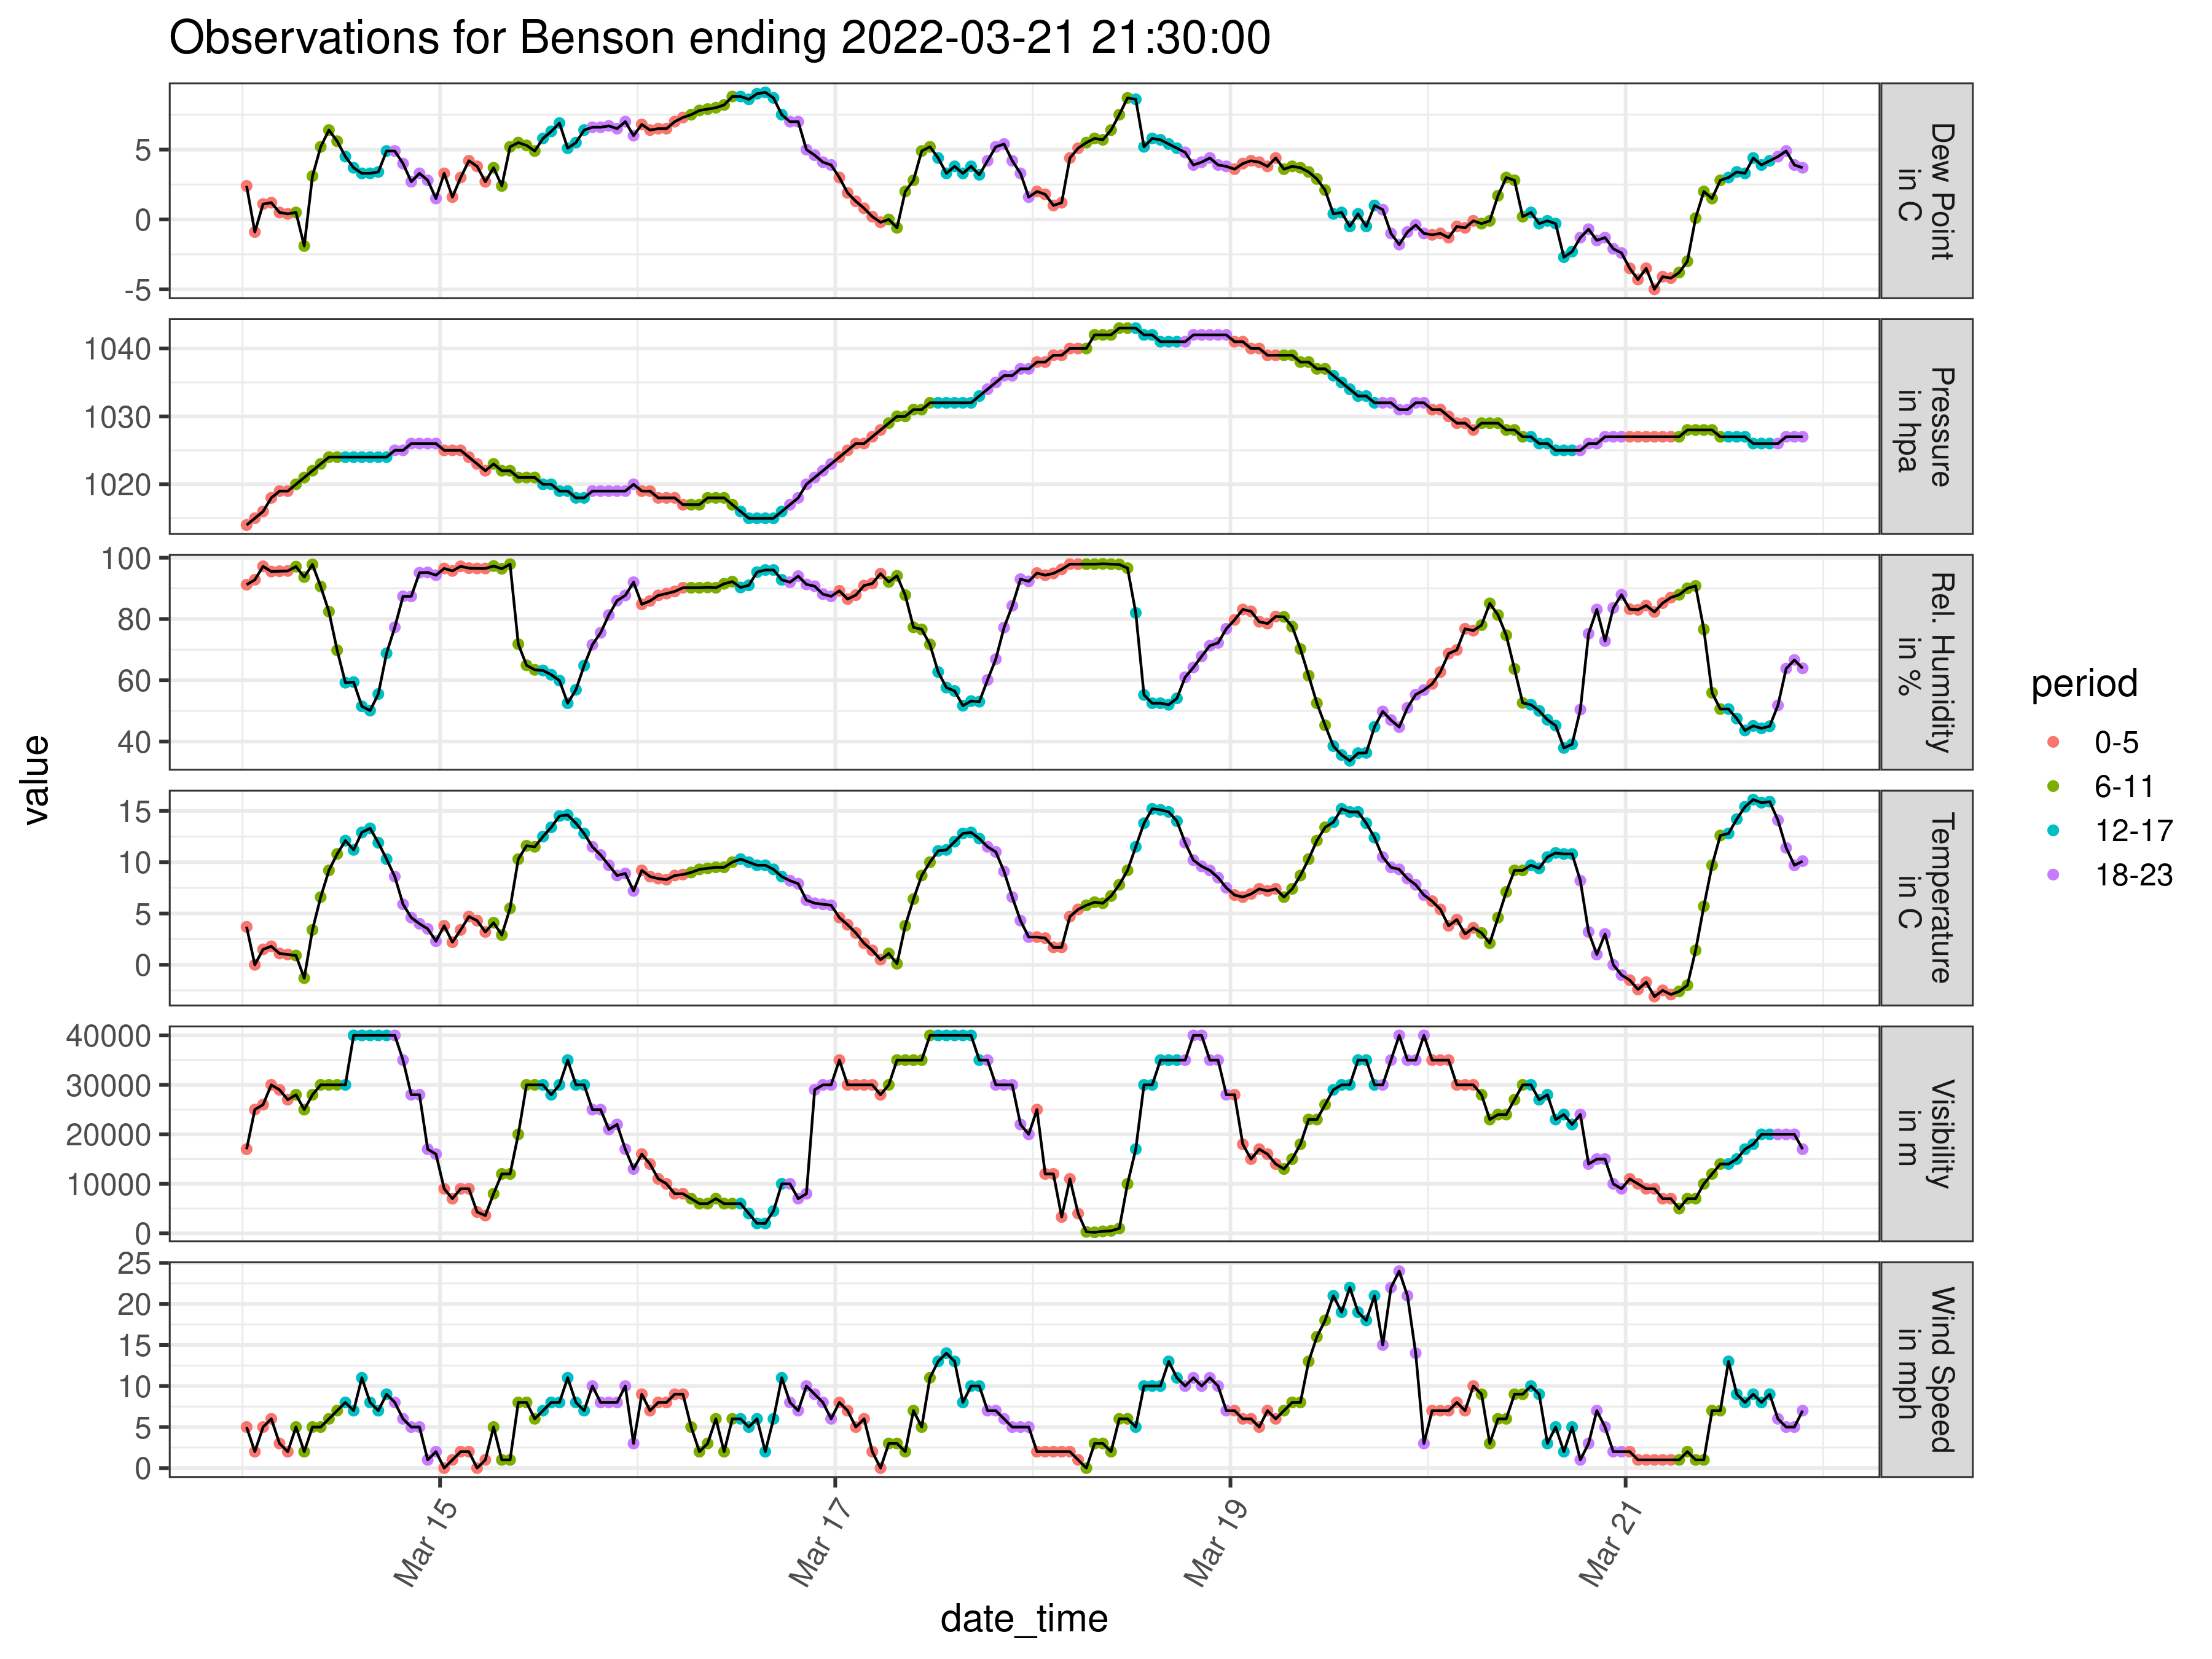 Observations for Benson ending 2022-03-21 21:30:00
value
5
0
-5
Dew Point
in C
1040
1030
1020
Pressure
in hpa
100
80
60
40
Rel. Humidity
in %
15
10
5
0
Temperature
in C
40000
30000
20000
10000
0
Visibility
in m
25
20
15
10
5
0
Wind Speed
in mph
Mar 15
Mar 17
Mar 19
Mar 21
date_time
period
0-5
6-11
12-17
18-23